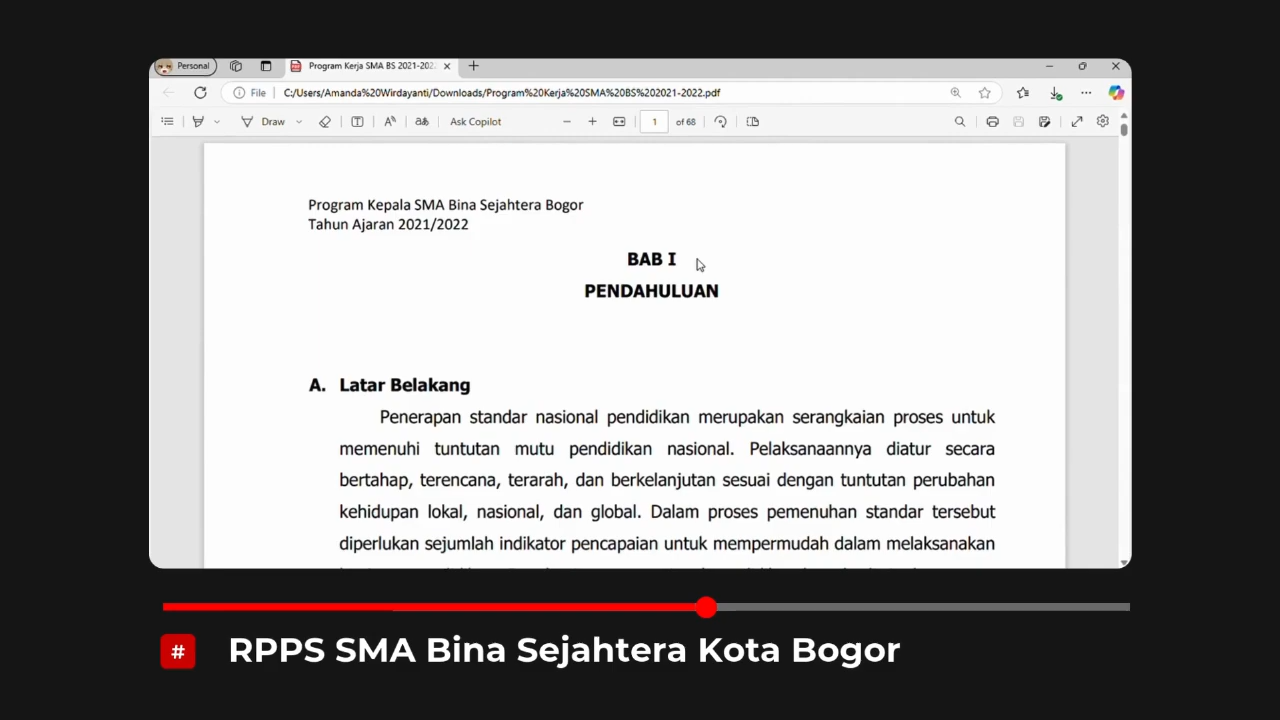 Personal
Program Kerja SMA BS 2021-202
File
C:/Users/Amanda%20Wirdayanti/Downloads/Program%20Kerja%20SMA%20BS%202021-2022.pdf
Draw
Ask Copilot
1 of 68
Program Kepala SMA Bina Sejahtera Bogor
Tahun Ajaran 2021/2022
BAB I
PENDAHULUAN
A. Latar Belakang
Penerapan standar nasional pendidikan merupakan serangkaian proses untuk
memenuhi tuntutan mutu pendidikan nasional. Pelaksanaannya diatur secara
bertahap, terencana, terarah, dan berkelanjutan sesuai dengan tuntutan perubahan
kehidupan lokal, nasional, dan global. Dalam proses pemenuhan standar tersebut
diperlukan sejumlah indikator pencapaian untuk mempermudah dalam melaksanakan
# RPPS SMA Bina Sejahtera Kota Bogor